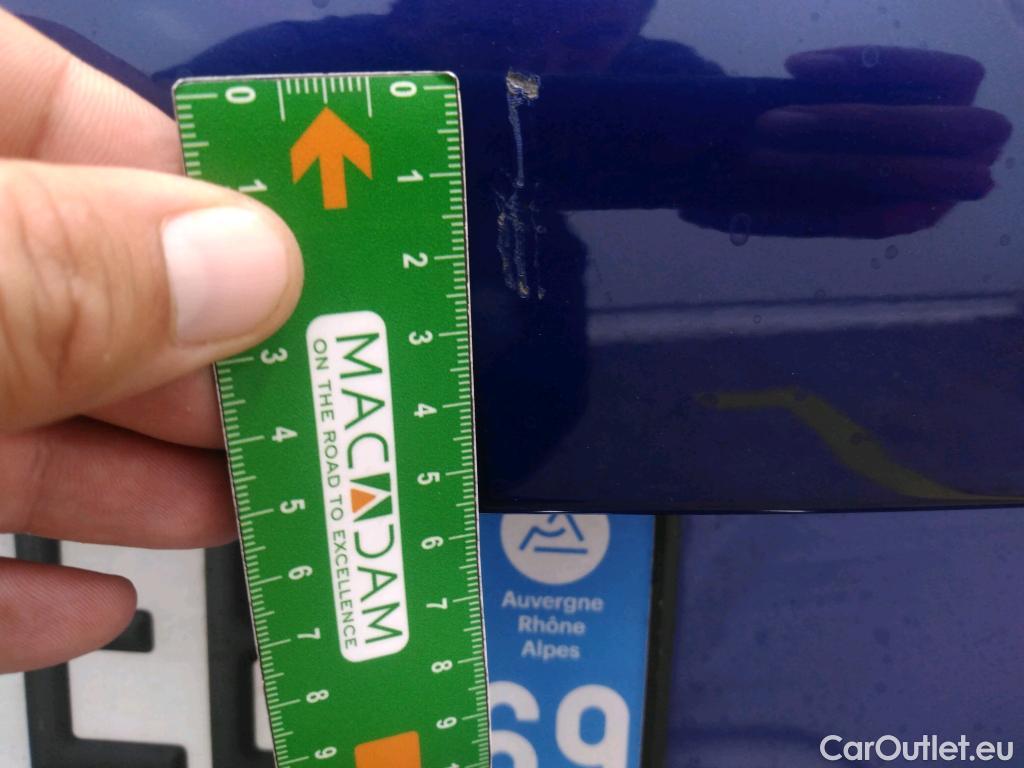 0 0
1 1
2
3 3
4 4
5 5
6 6
7 7
8 8
9 9
MACADAM
ON THE ROAD TO EXCELLENCE
Auvergne
Rhône
Alpes
69
CarOutlet.eu